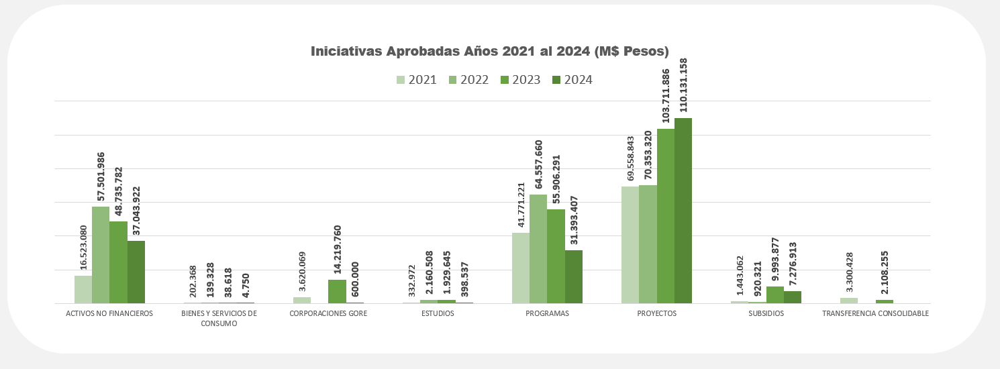 Iniciativas Aprobadas Años 2021 al 2024 (M$ Pesos)
2021 2022 2023 2024
16.523.080
57.501.986
48.735.782
37.043.922
202.368
139.328
38.618
4.750
3.620.069
14.219.760
600.000
332.972
2.160.508
1.929.645
398.537
41.771.221
64.557.660
55.906.291
31.393.407
69.558.843
70.353.320
103.711.886
110.131.158
1.443.062
920.321
9.993.877
7.276.913
3.300.428
2.108.255
ACTIVOS NO FINANCIEROS
BIENES Y SERVICIOS DE
CONSUMO
CORPORACIONES GORE
ESTUDIOS
PROGRAMAS
PROYECTOS
SUBSIDIOS
TRANSFERENCIA CONSOLIDABLE